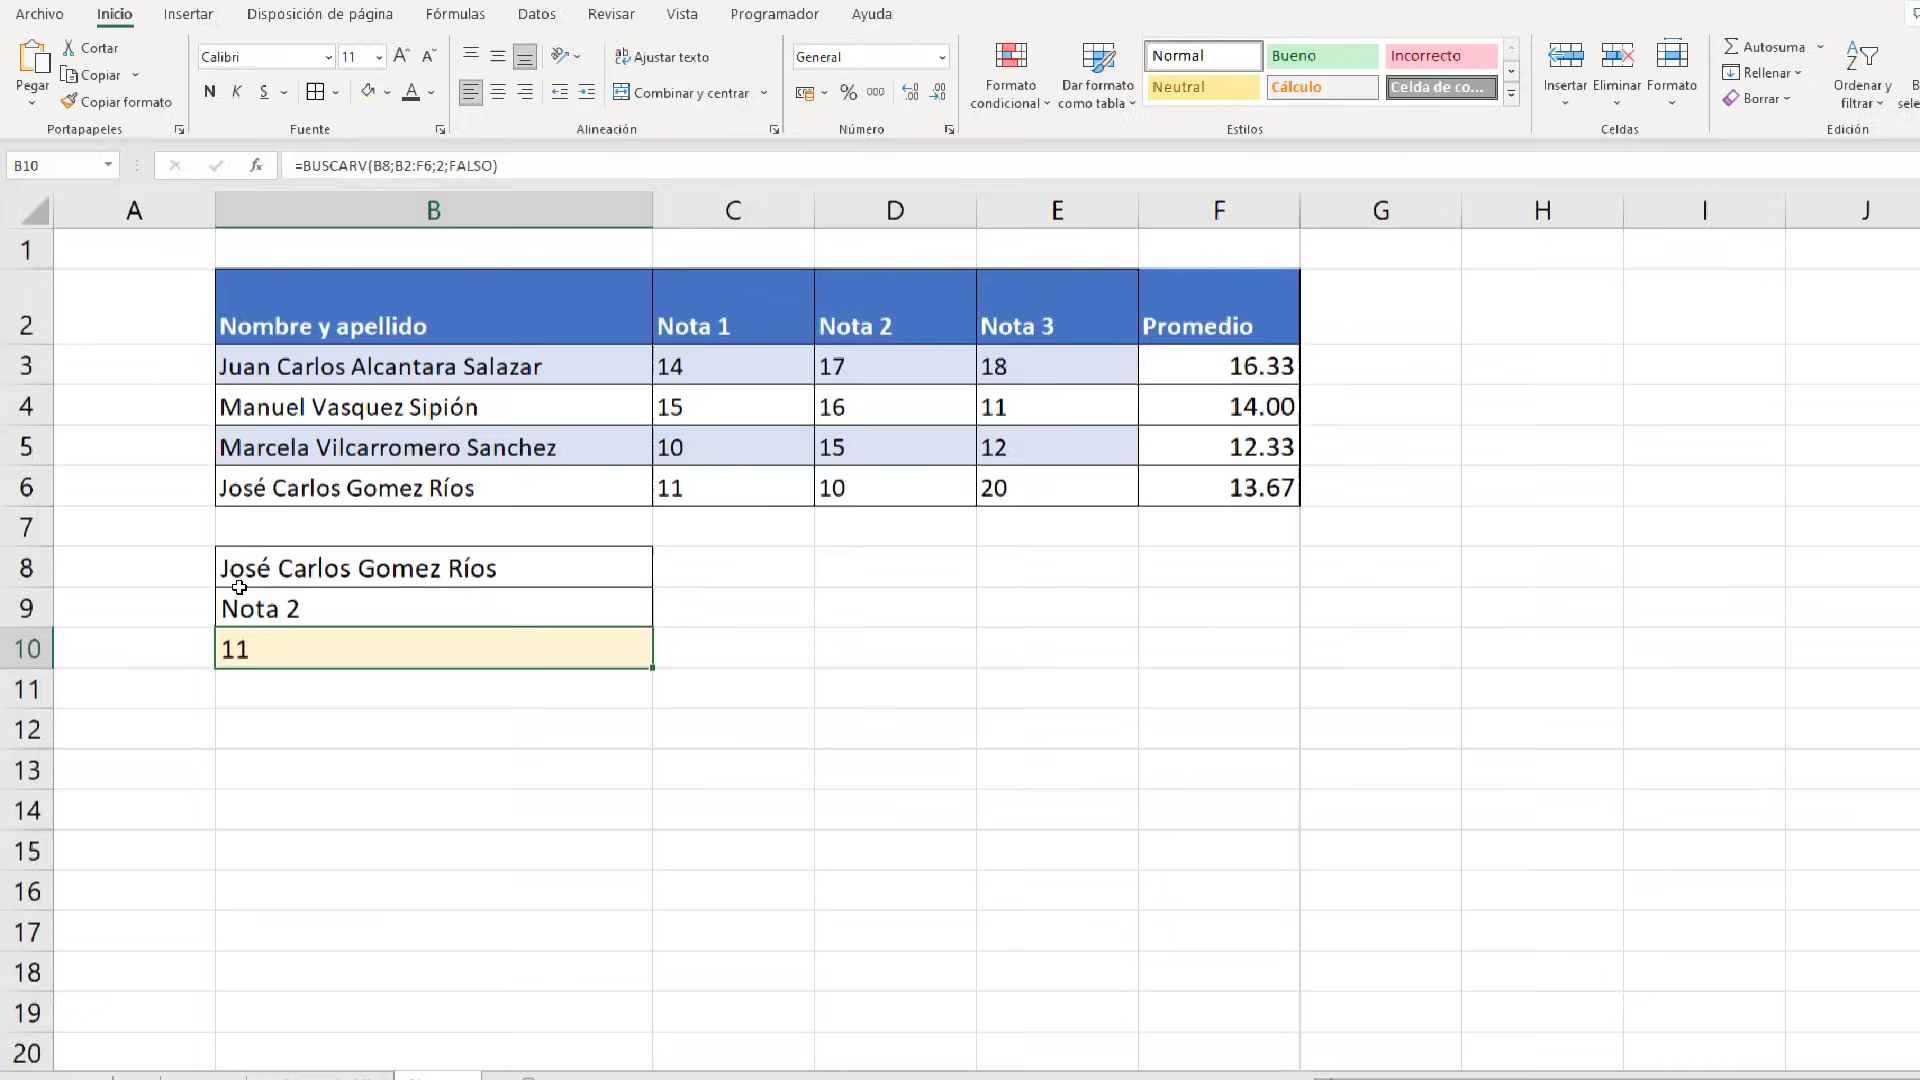 Archivo Inicio Insertar Disposición de página Fórmulas Datos Revisar Vista Programador Ayuda
Pegar Cortar
Copiar
Copiar formato
Portapapeles
Calibri 11
N K S
Fuente
Ajustar texto
Combinar y centrar
Alineación
General
% 000
Número
Formato condicional
Dar formato como tabla
Normal Bueno Incorrecto
Neutral Cálculo Celda de co...
Estilos
Insertar Eliminar Formato
Celdas
Autosuma
Rellenar
Borrar
Ordenar y filtrar
Edición
B10 fx =BUSCARV(B8;B2:F6;2;FALSO)
A B C D E F G H I J
1
2 Nombre y apellido Nota 1 Nota 2 Nota 3 Promedio
3 Juan Carlos Alcantara Salazar 14 17 18 16.33
4 Manuel Vasquez Sipión 15 16 11 14.00
5 Marcela Vilcarromero Sanchez 10 15 12 12.33
6 José Carlos Gomez Ríos 11 10 20 13.67
7
8 José Carlos Gomez Ríos
9 Nota 2
10 11
11
12
13
14
15
16
17
18
19
20